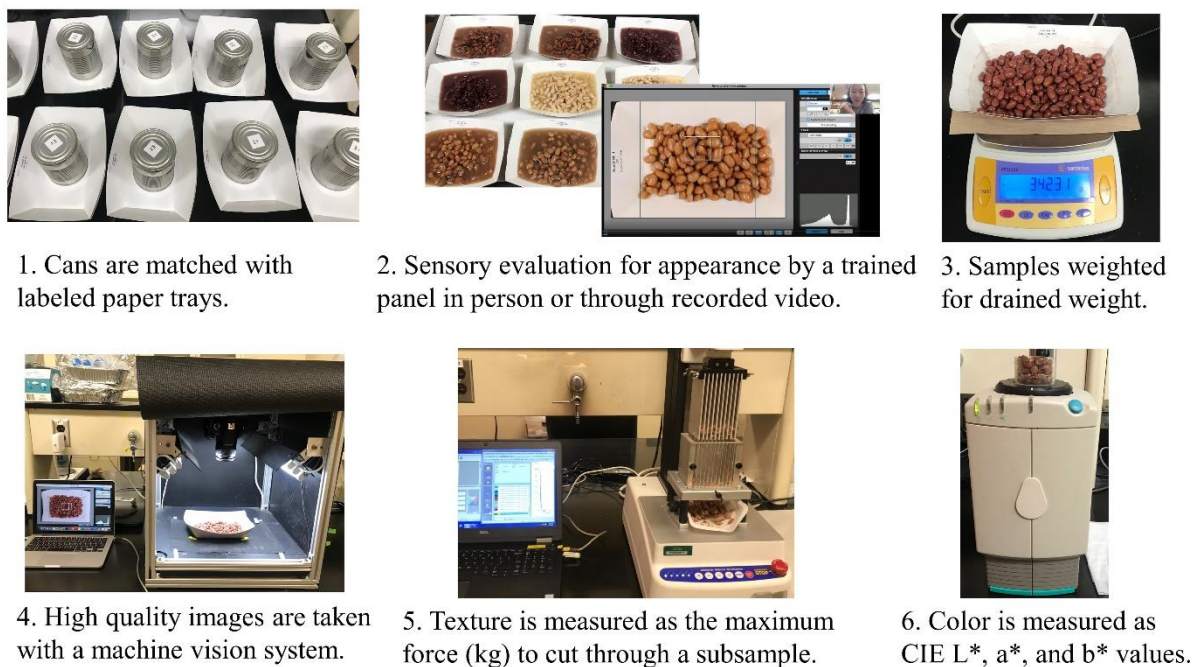 1. Cans are matched with
labeled paper trays.
2. Sensory evaluation for appearance by a trained
panel in person or through recorded video.
34231
3. Samples weighted
for drained weight.
4. High quality images are taken
with a machine vision system.
5. Texture is measured as the maximum
force (kg) to cut through a subsample.
6. Color is measured as
CIE L*, a*, and b* values.